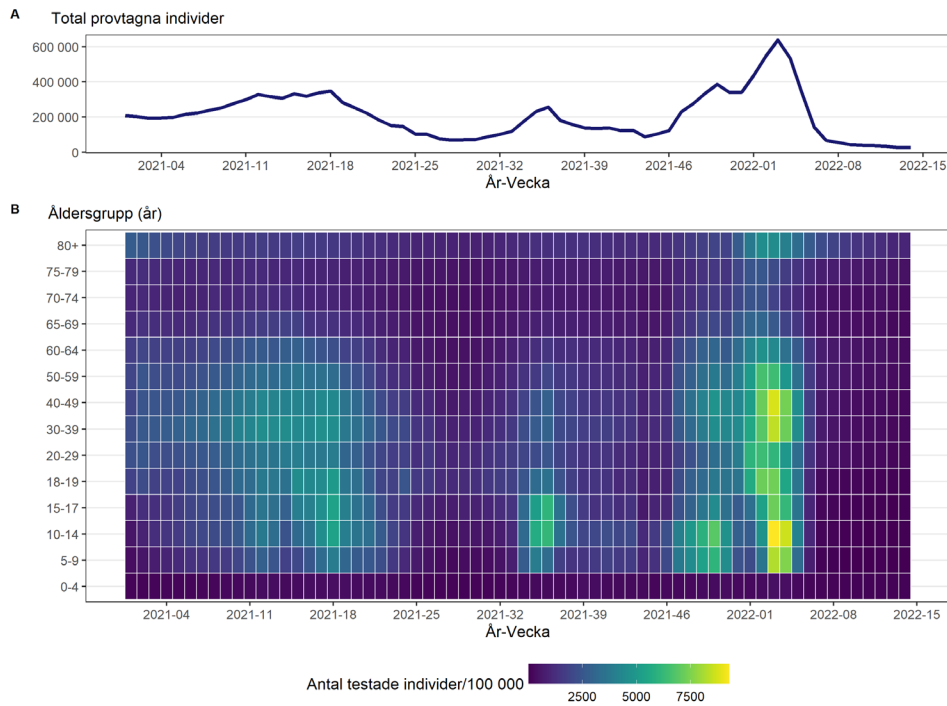 A
Total provtagna individer
600 000
400 000
200 000
0
2021-04 2021-11 2021-18 2021-25 2021-32 2021-39 2021-46 2022-01 2022-08 2022-15
År-Vecka
B
Åldersgrupp (år)
80+
75-79
70-74
65-69
60-64
50-59
40-49
30-39
20-29
18-19
15-17
10-14
5-9
0-4
2021-04 2021-11 2021-18 2021-25 2021-32 2021-39 2021-46 2022-01 2022-08 2022-15
År-Vecka
Antal testade individer/100 000
2500 5000 7500